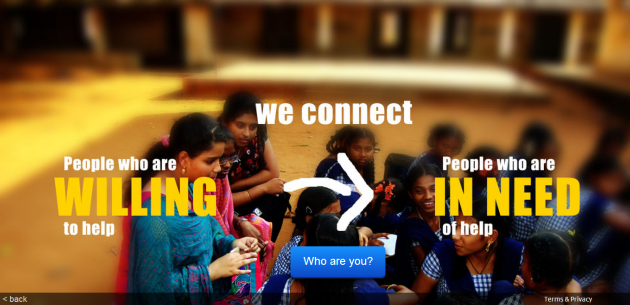 we connect
People who are
WILLING
to help
People who are
IN NEED
of help
Who are you?
< back
Terms & Privacy